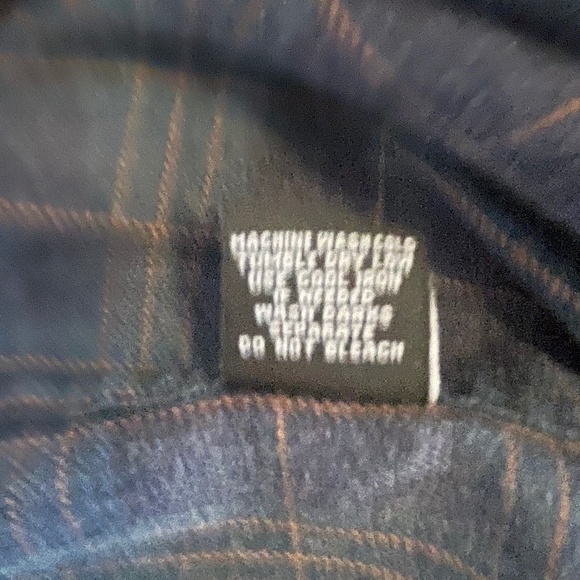 MACHINE WASH COLD
TUMBLE DRY LOW
USE COOL IRON
IF NEEDED
WASH DARKS
SEPARATE
DO NOT BLEACH